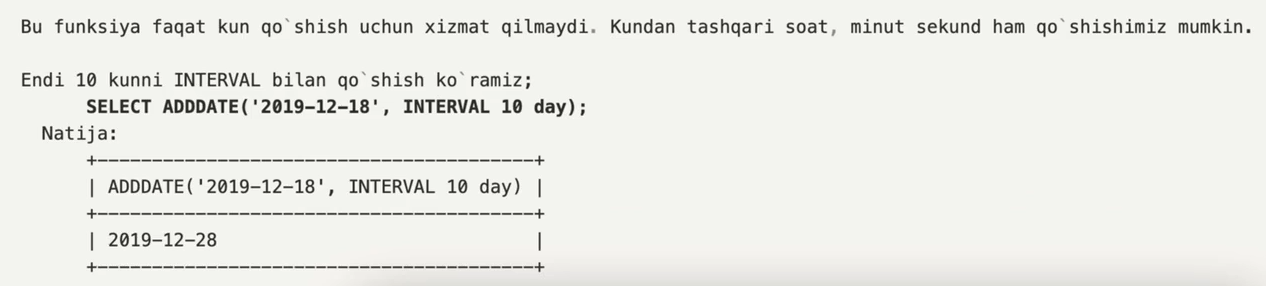 Bu funksiya faqat kun qo`shish uchun xizmat qilmaydi. Kundan tashqari soat, minut sekund ham qo`shishimiz mumkin.
Endi 10 kunni INTERVAL bilan qo`shish ko`ramiz;
SELECT ADDDATE('2019-12-18', INTERVAL 10 day);
Natija:
+----------------------------------------+
| ADDDATE('2019-12-18', INTERVAL 10 day) |
+----------------------------------------+
| 2019-12-28                             |
+----------------------------------------+